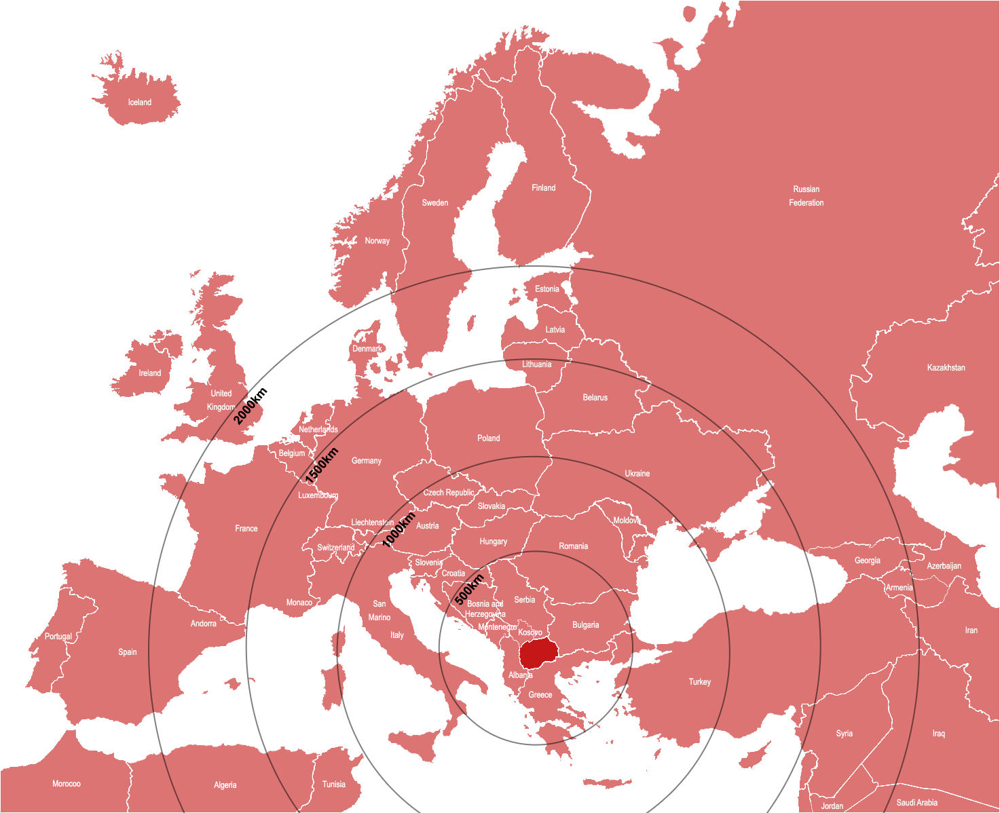 Iceland
Russian
Federation
Finland
Sweden
Norway
Estonia
Latvia
Denmark
Lithuania
Kazakhstan
Ireland
United
Kingdom
2000km
Belarus
Netherlands
Poland
Belgium
Germany
1500km
Ukraine
Luxembourg
Czech Republic
Slovakia
Liechtenstein
Austria
Moldova
France
1000km
Hungary
Switzerland
Romania
Slovenia
Georgia
Azerbaijan
Croatia
Armenia
500km
Serbia
Monaco
San
Marino
Bosnia and
Herzegovina
Andorra
Montenegro
Bulgaria
Kosovo
Iran
Portugal
Italy
Spain
Albania
Turkey
Greece
Syria
Iraq
Morocoo
Algeria
Tunisia
Jordan
Saudi Arabia